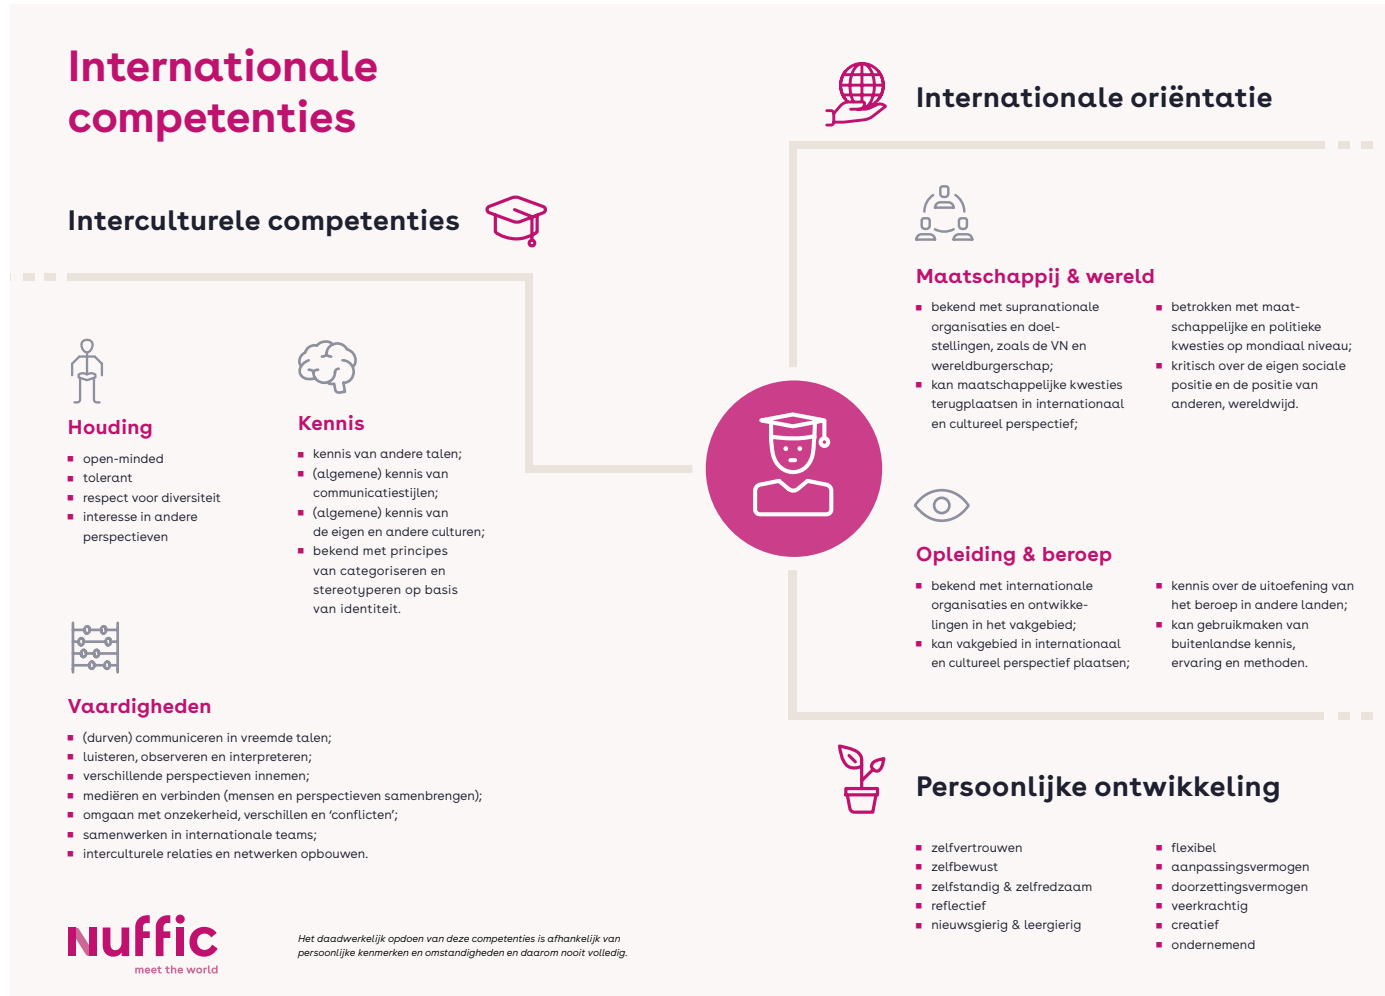 Internationale
competenties
Interculturele competenties
Houding
open-minded
tolerant
respect voor diversiteit
interesse in andere
perspectieven
Kennis
kennis van andere talen;
(algemene) kennis van
communicatiestijlen;
(algemene) kennis van
de eigen en andere culturen;
bekend met principes
van categoriseren en
stereotyperen op basis
van identiteit.
Vaardigheden
(durven) communiceren in vreemde talen;
luisteren, observeren en interpreteren;
verschillende perspectieven innemen;
mediëren en verbinden (mensen en perspectieven samenbrengen);
omgaan met onzekerheid, verschillen en ‘conflicten’;
samenwerken in internationale teams;
interculturele relaties en netwerken opbouwen.
Internationale oriëntatie
Maatschappij & wereld
bekend met supranationale
organisaties en doel-
stellingen, zoals de VN en
wereldburgerschap;
kan maatschappelijke kwesties
terugplaatsen in internationaal
en cultureel perspectief;
betrokken met maat-
schappelijke en politieke
kwesties op mondiaal niveau;
kritisch over de eigen sociale
positie en de positie van
anderen, wereldwijd.
Opleiding & beroep
bekend met internationale
organisaties en ontwikke-
lingen in het vakgebied;
kan vakgebied in internationaal
en cultureel perspectief plaatsen;
kennis over de uitoefening van
het beroep in andere landen;
kan gebruikmaken van
buitenlandse kennis,
ervaring en methoden.
Persoonlijke ontwikkeling
zelfvertrouwen
zelfbewust
zelfstandig & zelfredzaam
reflectief
nieuwsgierig & leergierig
flexibel
aanpassingsvermogen
doorzettingsvermogen
veerkrachtig
creatief
ondernemend
nuffic
meet the world
Het daadwerkelijk opdoen van deze competenties is afhankelijk van
persoonlijke kenmerken en omstandigheden en daarom nooit volledig.